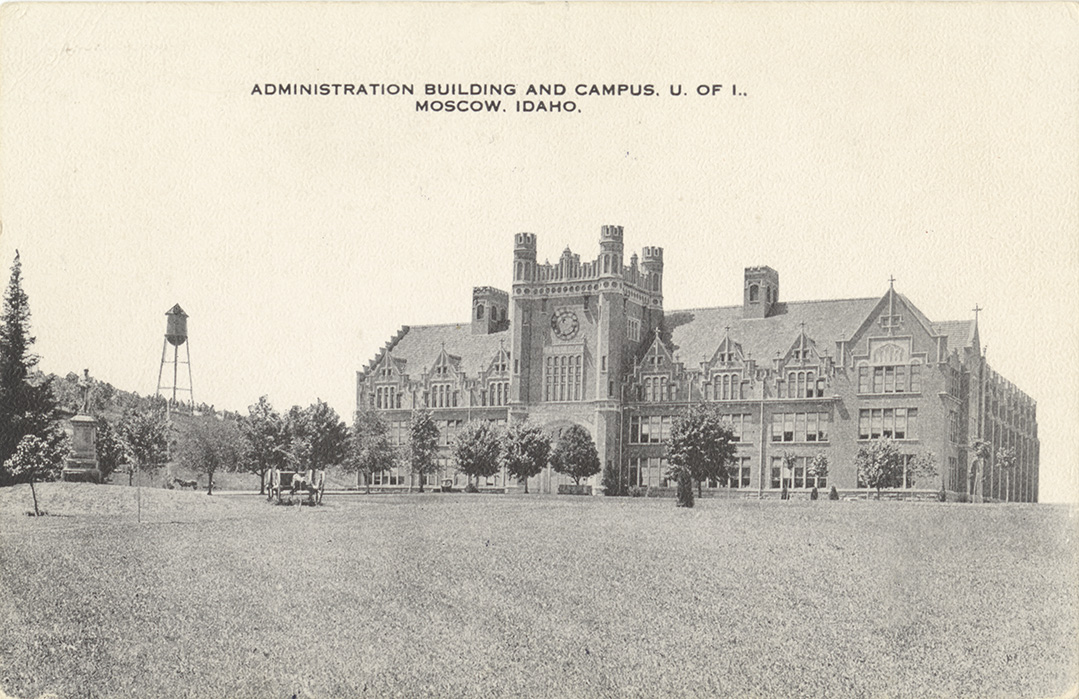 ADMINISTRATION BUILDING AND CAMPUS, U. OF I.,
MOSCOW, IDAHO.